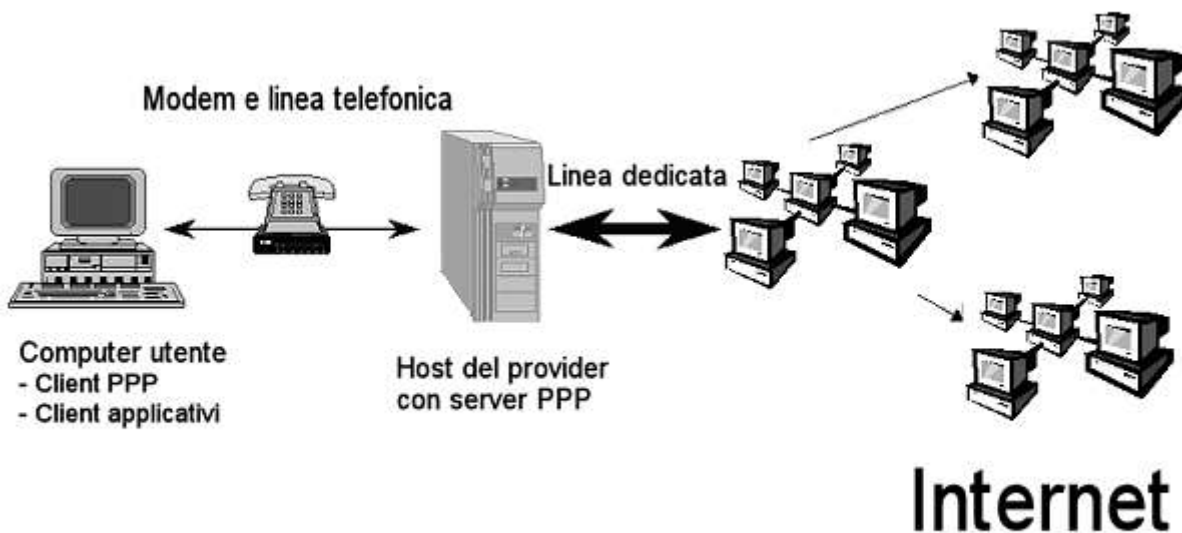 Modem e linea telefonica
Linea dedicata
Computer utente
- Client PPP
- Client applicativi
Host del provider
con server PPP
Internet